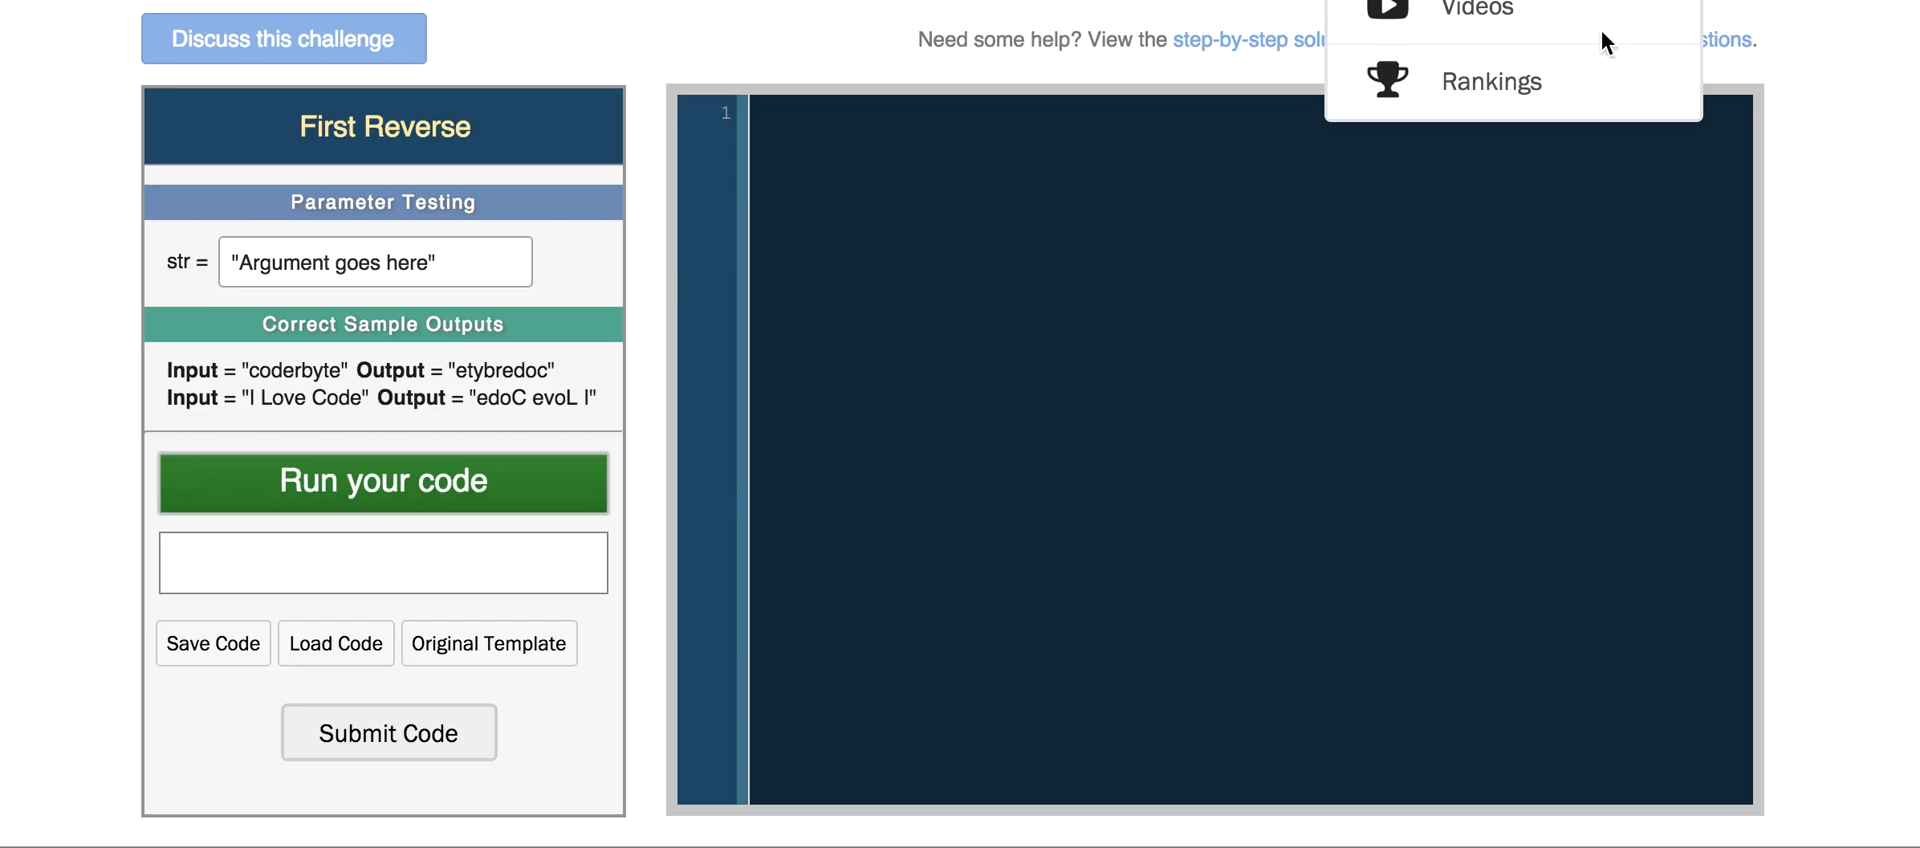 Videos
Discuss this challenge
Need some help? View the step-by-step
Rankings
First Reverse
1
Parameter Testing
str = "Argument goes here"
Correct Sample Outputs
Input = "coderbyte" Output = "etybredoc"
Input = "I Love Code" Output = "edoC evoL I"
Run your code
Save Code Load Code Original Template
Submit Code